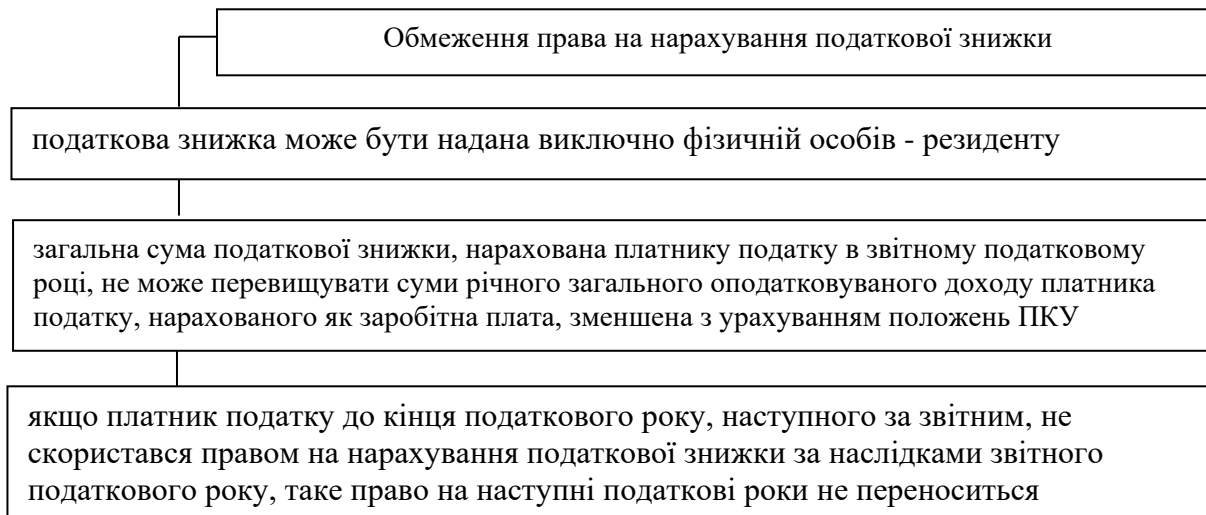 Обмеження права на нарахування податкової знижки
податкова знижка може бути надана виключно фізичній особів - резиденту
загальна сума податкової знижки, нарахована платнику податку в звітному податковому
році, не може перевищувати суми річного загального оподатковуваного доходу платника
податку, нарахованого як заробітна плата, зменшена з урахуванням положень ПКУ
якщо платник податку до кінця податкового року, наступного за звітним, не
скористався правом на нарахування податкової знижки за наслідками звітного
податкового року, таке право на наступні податкові роки не переноситься